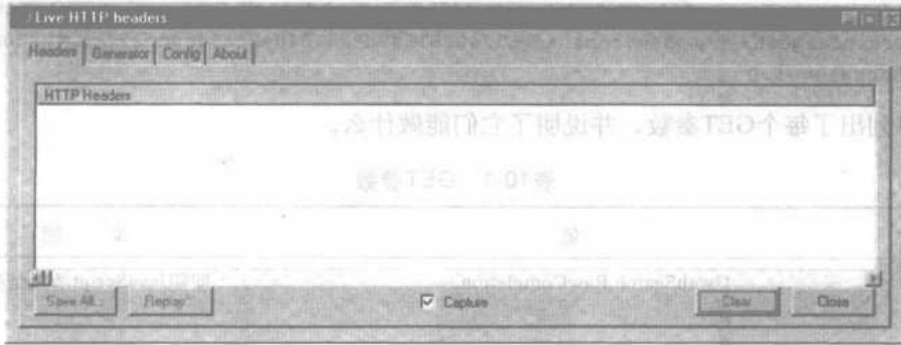 Live HTTP headers
Headers Generator Config About
HTTP Headers
列出了每个GET参数，并说明了它们能做什么。
表10-1 GET参数
值
Save All... Replay Capture Clear Close